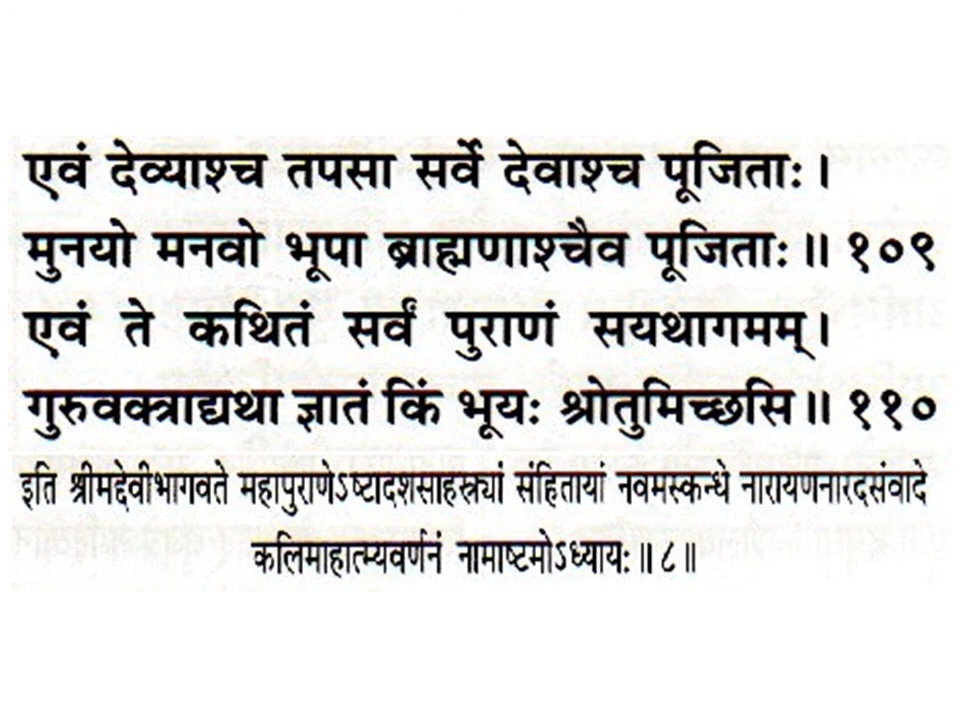 एवं देव्याश्च तपसा सर्वे देवाश्च पूजिताः।
मुनयो मनवो भूपा ब्राह्मणाश्चैव पूजिताः॥ १०९
एवं ते कथितं सर्वं पुराणं सयथागमम्।
गुरुवक्त्राद्यथा ज्ञातं किं भूयः श्रोतुमिच्छसि॥ ११०
इति श्रीमद्देवीभागवते महापुराणेऽष्टादशसाहस्र्यां संहितायां नवमस्कन्धे नारायणनारदसंवादे
कलिमाहात्म्यवर्णनं नामाष्टमोऽध्यायः॥ ८॥